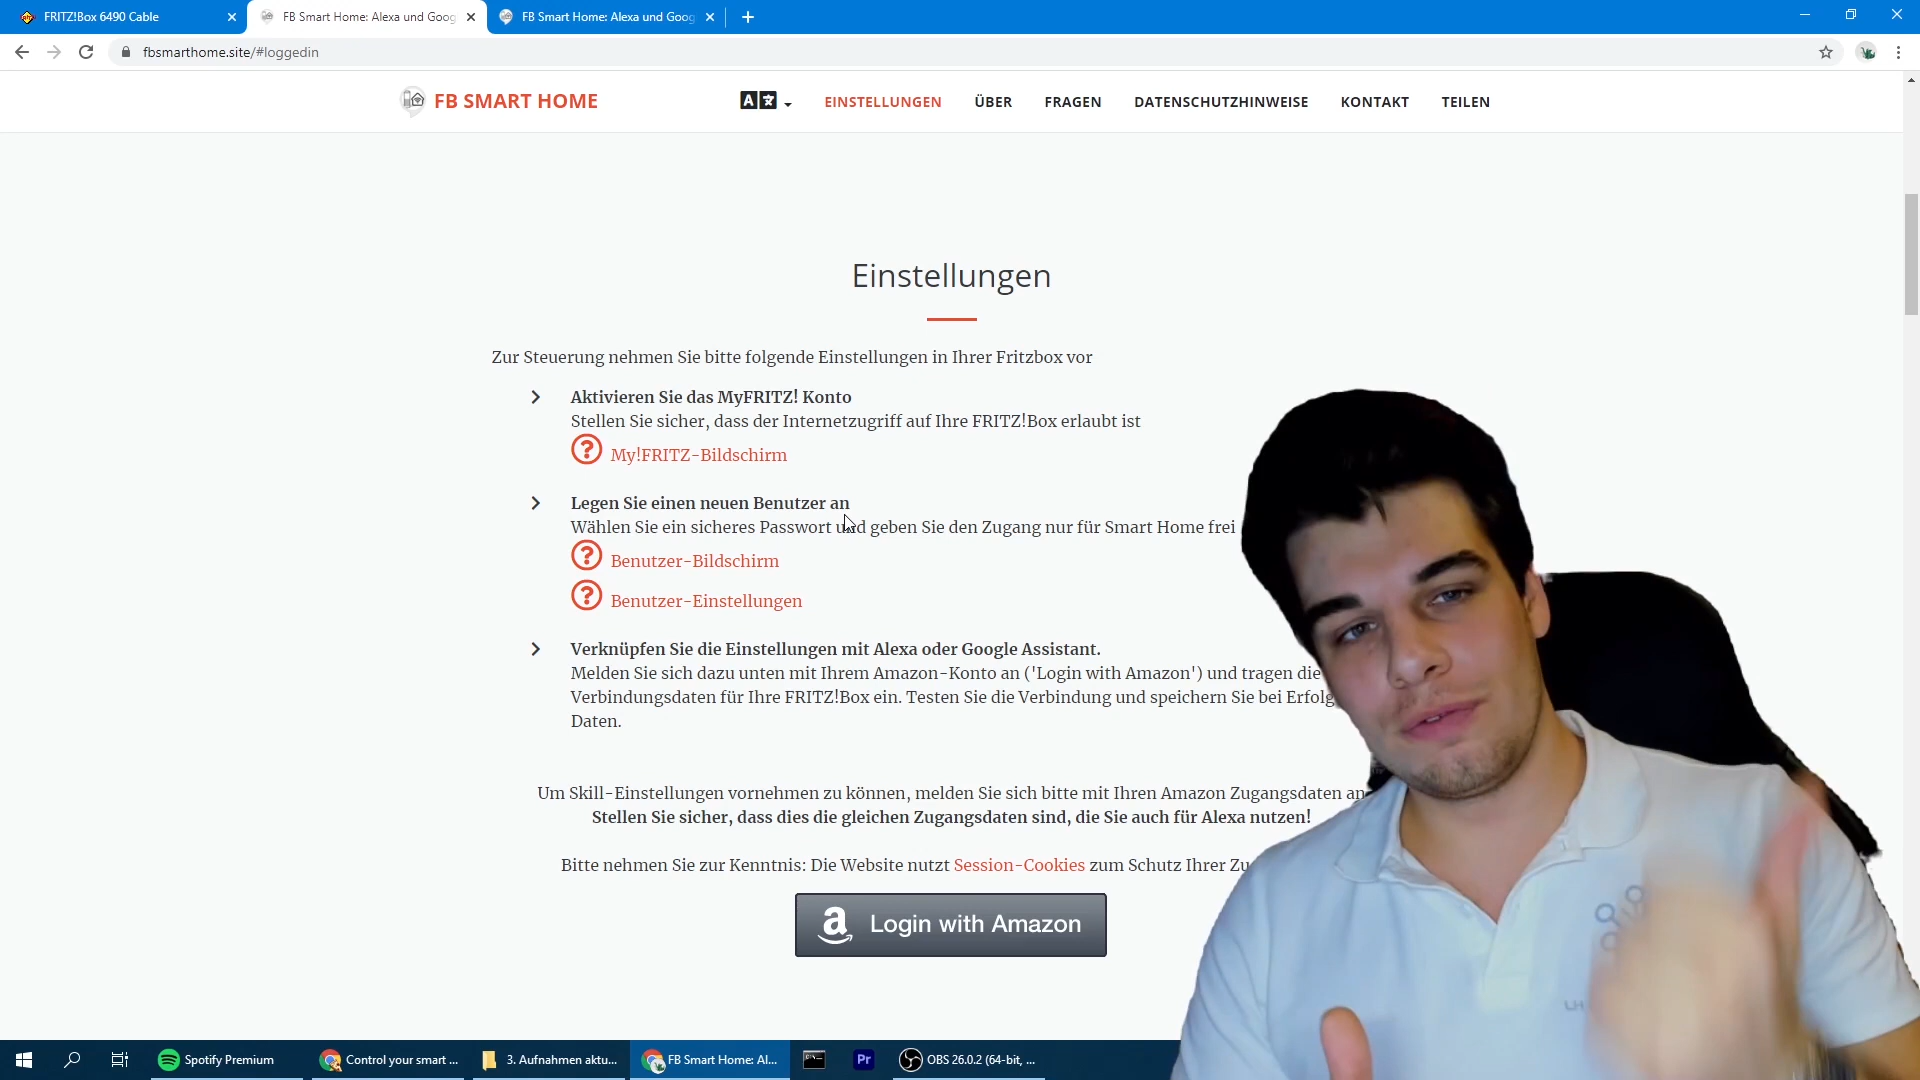 FRITZ!Box 6490 Cable
FB Smart Home: Alexa und Goog
FB Smart Home: Alexa und Goog
fbsmarthome.site/#loggedin
FB SMART HOME
EINSTELLUNGEN
ÜBER
FRAGEN
DATENSCHUTZHINWEISE
KONTAKT
TEILEN
Einstellungen
Zur Steuerung nehmen Sie bitte folgende Einstellungen in Ihrer Fritzbox vor
Aktivieren Sie das MyFRITZ! Konto
Stellen Sie sicher, dass der Internetzugriff auf Ihre FRITZ!Box erlaubt ist
My!FRITZ-Bildschirm
Legen Sie einen neuen Benutzer an
Wählen Sie ein sicheres Passwort und geben Sie den Zugang nur für Smart Home frei
Benutzer-Bildschirm
Benutzer-Einstellungen
Verknüpfen Sie die Einstellungen mit Alexa oder Google Assistant.
Melden Sie sich dazu unten mit Ihrem Amazon-Konto an ('Login with Amazon') und tragen die
Verbindungsdaten für Ihre FRITZ!Box ein. Testen Sie die Verbindung und speichern Sie bei Erfolg
Daten.
Um Skill-Einstellungen vornehmen zu können, melden Sie sich bitte mit Ihren Amazon Zugangsdaten an
Stellen Sie sicher, dass dies die gleichen Zugangsdaten sind, die Sie auch für Alexa nutzen!
Bitte nehmen Sie zur Kenntnis: Die Website nutzt Session-Cookies zum Schutz Ihrer Zu
Login with Amazon
Spotify Premium
Control your smart ...
3. Aufnahmen aktu...
FB Smart Home: Al...
Pr
OBS 26.0.2 (64-bit, ...